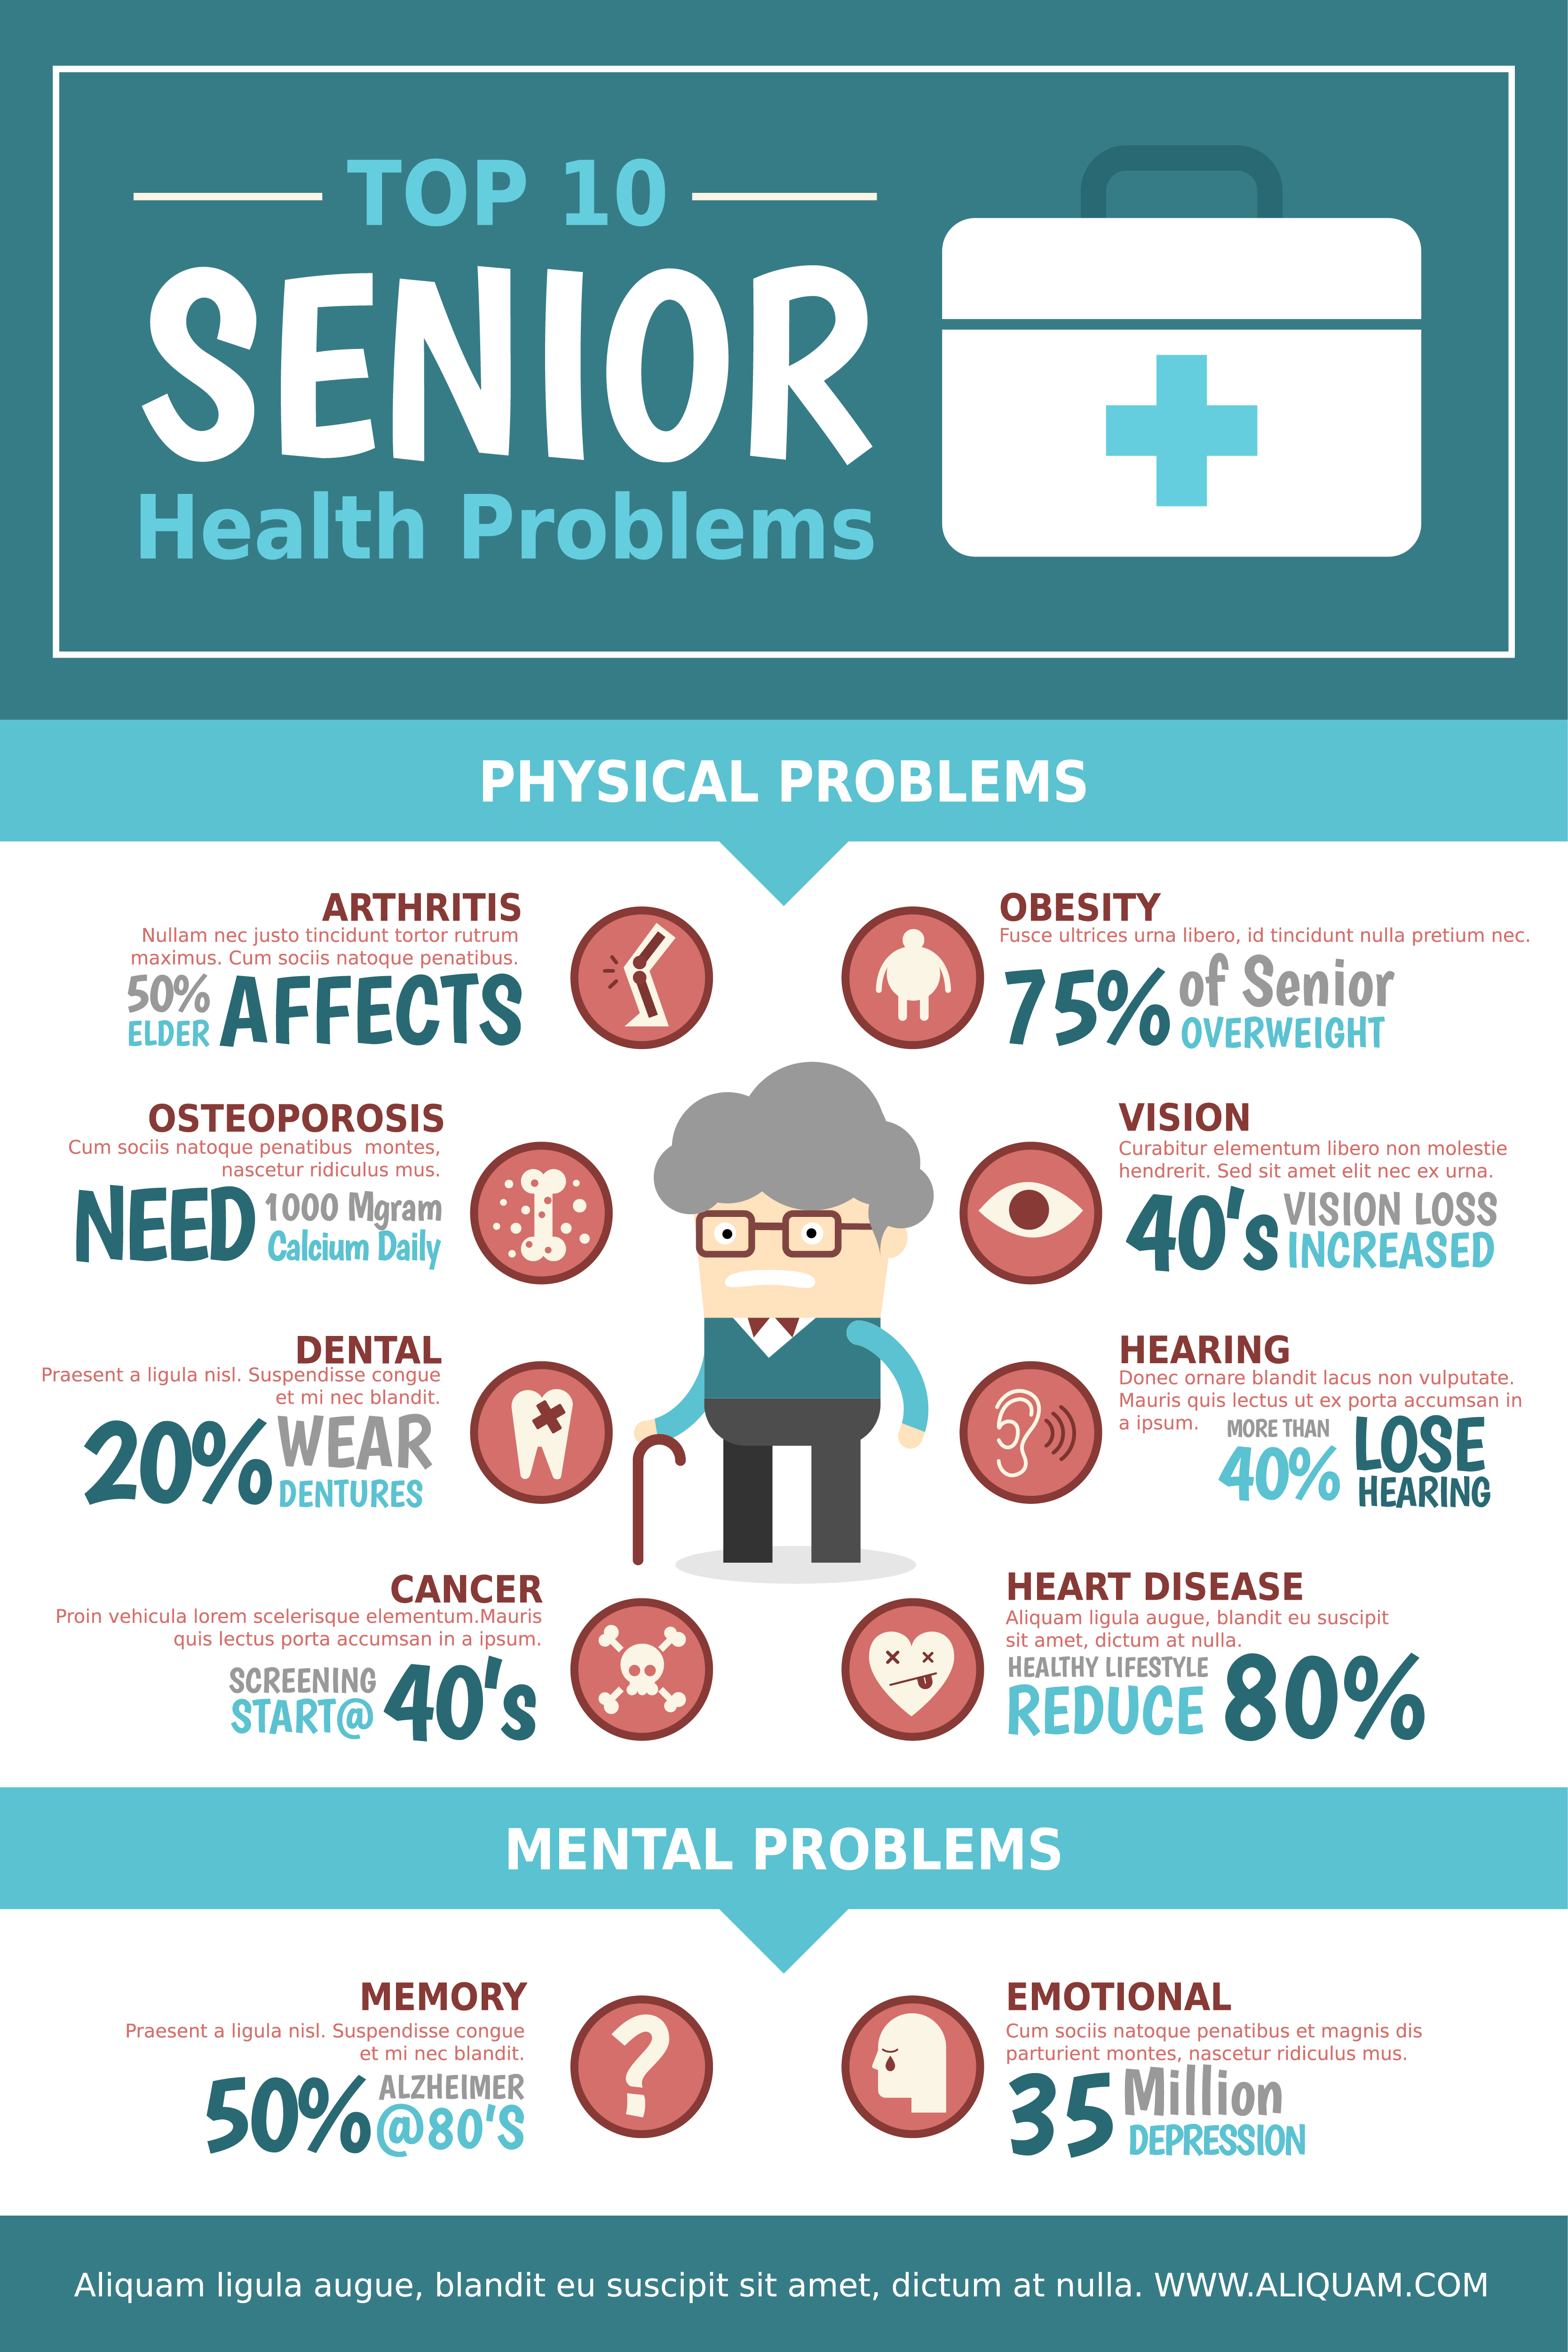 TOP 10
SENIOR
Health Problems
PHYSICAL PROBLEMS
ARTHRITIS
Nullam nec justo tincidunt tortor rutrum
maximus. Cum sociis natoque penatibus.
50%
ELDER
AFFECTS
OBESITY
Fusce ultrices urna libero, id tincidunt nulla pretium nec.
75%
of Senior
OVERWEIGHT
OSTEOPOROSIS
Cum sociis natoque penatibus montes,
nascetur ridiculus mus.
NEED
1000 Mgram
Calcium Daily
VISION
Curabitur elementum libero non molestie
hendrerit. Sed sit amet elit nec ex urna.
40's
VISION LOSS
INCREASED
DENTAL
Praesent a ligula nisl. Suspendisse congue
et mi nec blandit.
20%
WEAR
DENTURES
HEARING
Donec ornare blandit lacus non vulputate.
Mauris quis lectus ut ex porta accumsan in
a ipsum.
MORE THAN
40%
LOSE
HEARING
CANCER
Proin vehicula lorem scelerisque elementum.Mauris
quis lectus porta accumsan in a ipsum.
SCREENING
START@
40's
HEART DISEASE
Aliquam ligula augue, blandit eu suscipit
sit amet, dictum at nulla.
HEALTHY LIFESTYLE
REDUCE
80%
MENTAL PROBLEMS
MEMORY
Praesent a ligula nisl. Suspendisse congue
et mi nec blandit.
50%
ALZHEIMER
@80'S
?
EMOTIONAL
Cum sociis natoque penatibus et magnis dis
parturient montes, nascetur ridiculus mus.
35
Million
DEPRESSION
Aliquam ligula augue, blandit eu suscipit sit amet, dictum at nulla. WWW.ALIQUAM.COM